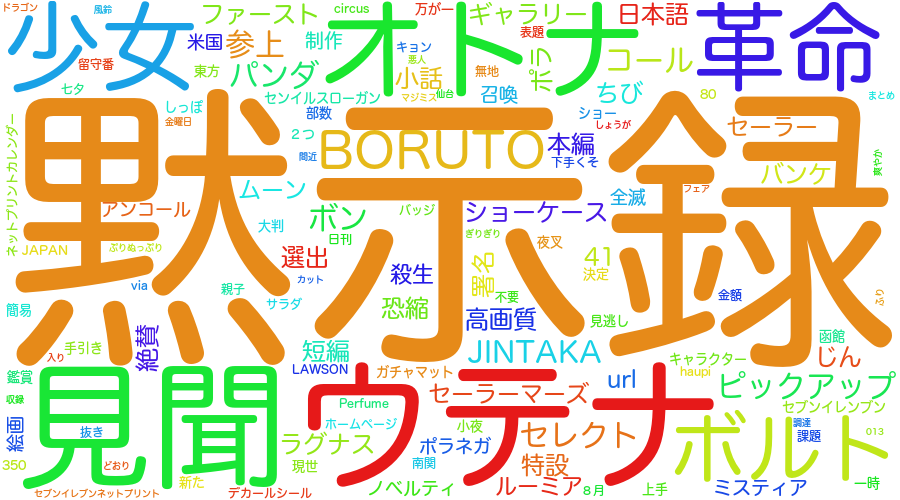 ドラゴン
風鈴
少女
留守番
七夕
しっぽ
金曜日
米国
東方
ファースト
参上
パンダ
circus
制作
オトナ
万が一
キョン
悪人
小話
マジミス
仙台
ギャラリー
表題
無地
ポラ
召喚
日本語
コール
ちび
革命
80
まとめ
センイルスローガン
部数
2つ
間近
ショー
しょうが
セーラー
爽やか
ネットプリントカレンダー
黙示録
BORUTO
本編
下手くそ
全滅
フェア
バンケ
アンコール
ムーン
大判
ボン
日刊
バッジ
ショーケース
ぎりぎり
夜叉
JAPAN
ぷりぬっぷり
選出
カット
殺生
署名
41
決定
via
親子
サラダ
恐縮
不要
金額
ふり
簡易
手引き
絶賛
短編
高画質
見逃し
函館
じん
入り
LAWSON
JINTAKA
ガチャマット
キャラクター
haupi
鑑賞
収録
見聞
ウテナ
セーラーマーズ
url
ピックアップ
セブンイレンブン
絵画
抜き
Perfume
ホームページ
小夜
セレクト
ボルト
調達
課題
013
350
どおり
新た
ラグナス
現世
ポラネガ
南関
特設
ミスティア
一時
セブンイレブンネットプリント
デカールシール
ノベルティ
ルーミア
8月
上手